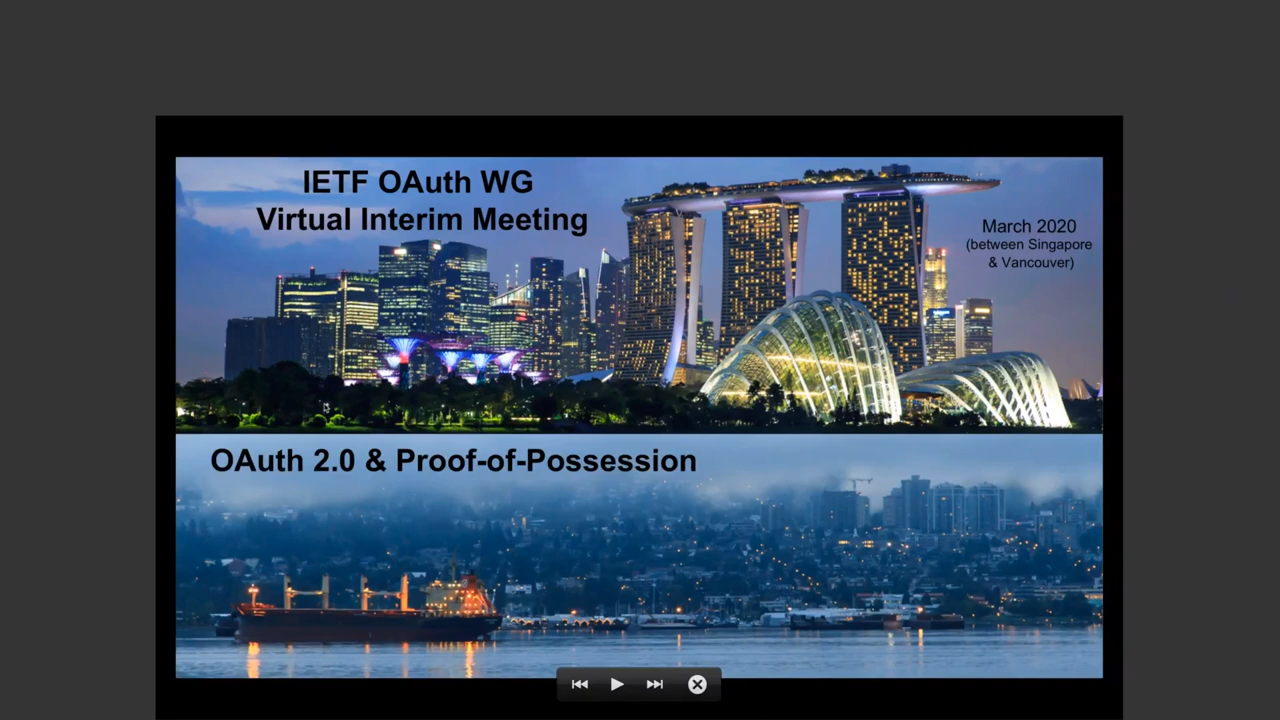 IETF OAuth WG
Virtual Interim Meeting
March 2020
(between Singapore
& Vancouver)
OAuth 2.0 & Proof-of-Possession